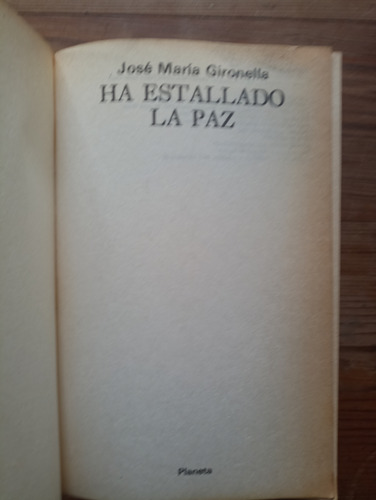 José María Gironella
HA ESTALLADO
LA PAZ
Planeta